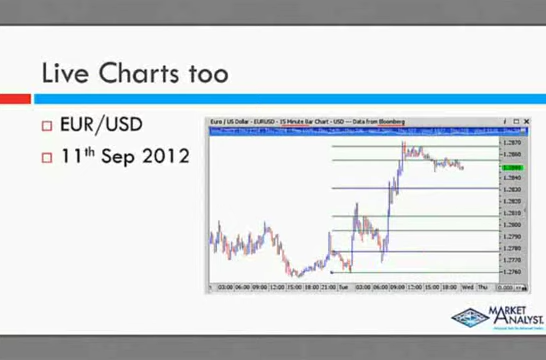 Live Charts too
EUR/USD
11th Sep 2012
Euro / US Dollar - EURUSD - 15 Minute Bar Chart - USD --- Data from Bloomberg
1.2870
1.2860
1.2840
1.2830
1.2820
1.2810
1.2800
1.2790
1.2780
1.2770
1.2760
03:00 06:00 09:00 12:00 15:00 18:00 21:00 Tue 03:00 06:00 09:00 12:00 15:00 18:00 Wed Thu
0.000
MARKET
ANALYST